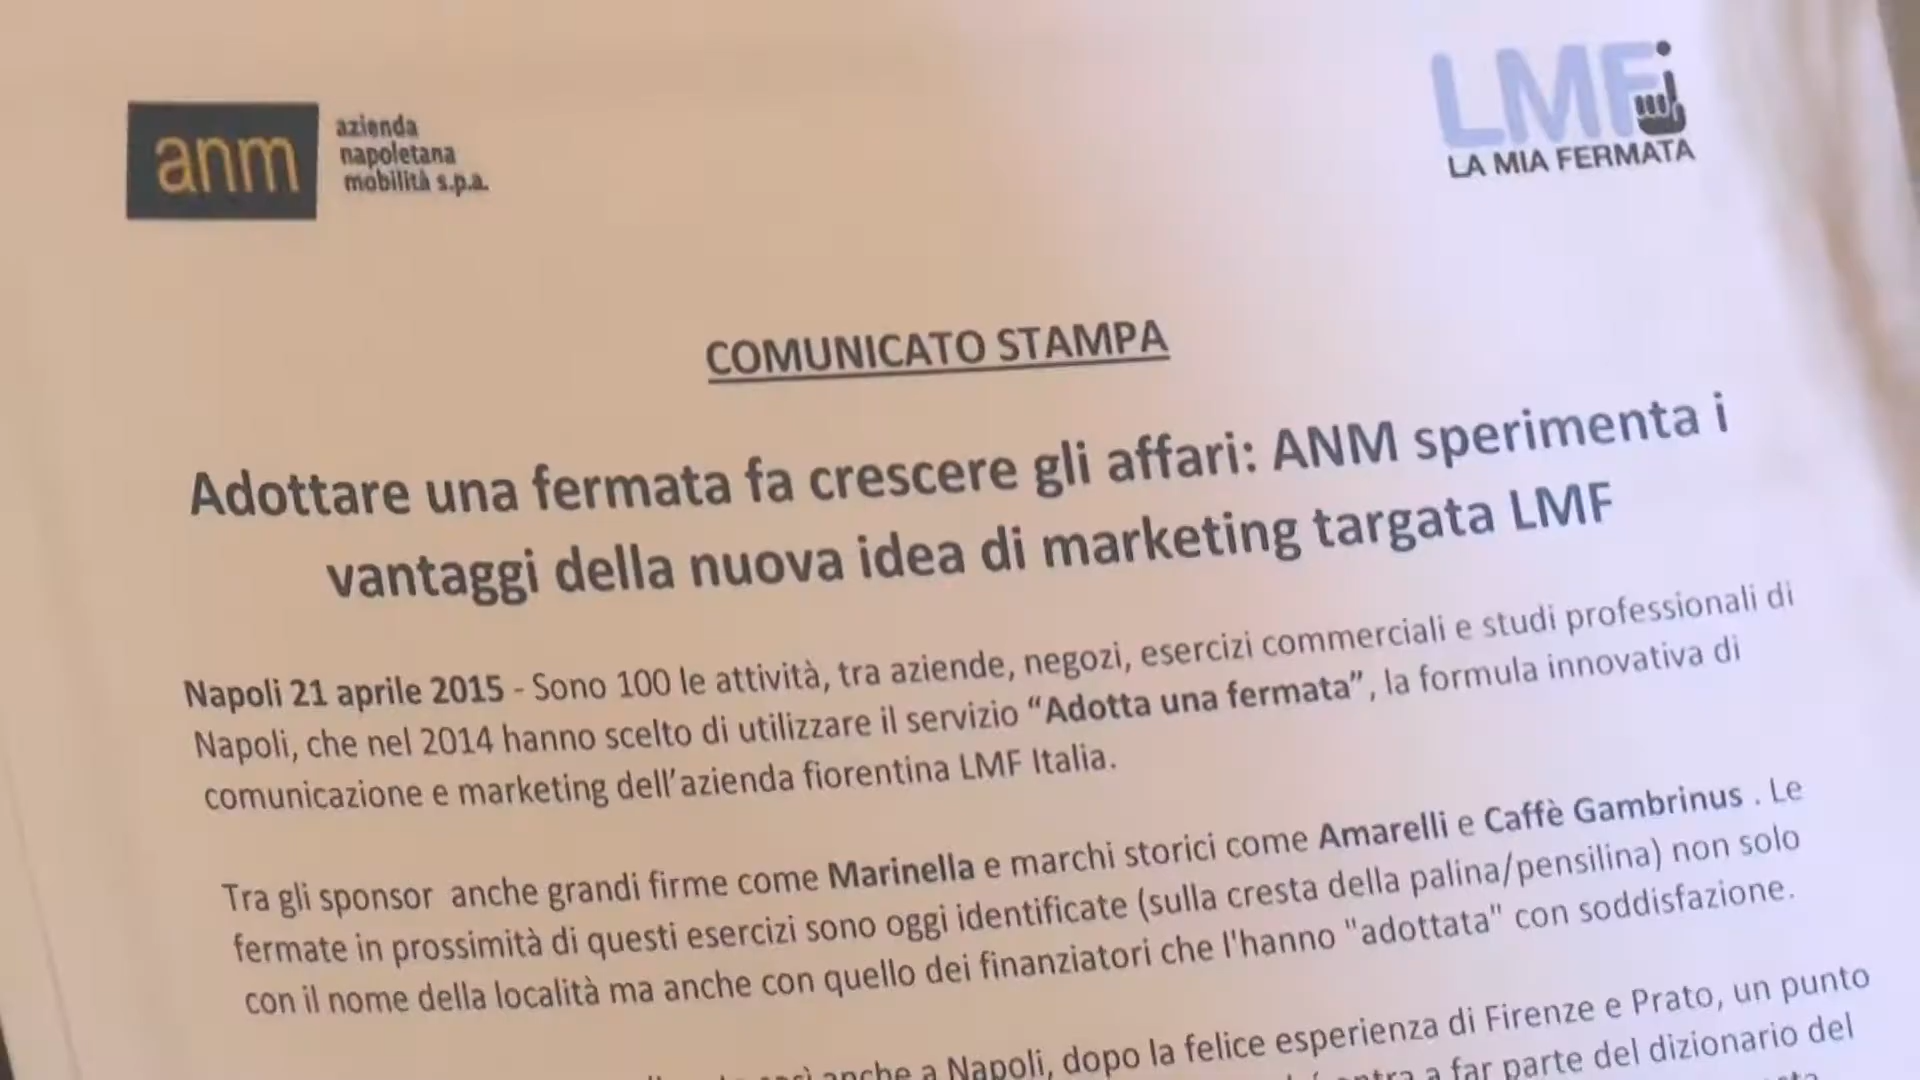 anm
azienda
napoletana
mobilità s.p.a.
LMF
LA MIA FERMATA
COMUNICATO STAMPA
Adottare una fermata fa crescere gli affari: ANM sperimenta i
vantaggi della nuova idea di marketing targata LMF
Napoli 21 aprile 2015 - Sono 100 le attività, tra aziende, negozi, esercizi commerciali e studi professionali di
Napoli, che nel 2014 hanno scelto di utilizzare il servizio "Adotta una fermata", la formula innovativa di
comunicazione e marketing dell'azienda fiorentina LMF Italia.
Tra gli sponsor anche grandi firme come Marinella e marchi storici come Amarelli e Caffè Gambrinus . Le
fermate in prossimità di questi esercizi sono oggi identificate (sulla cresta della palina/pensilina) non solo
con il nome della località ma anche con quello dei finanziatori che l'hanno "adottata" con soddisfazione.
anche a Napoli, dopo la felice esperienza di Firenze e Prato, un punto
a far parte del dizionario del